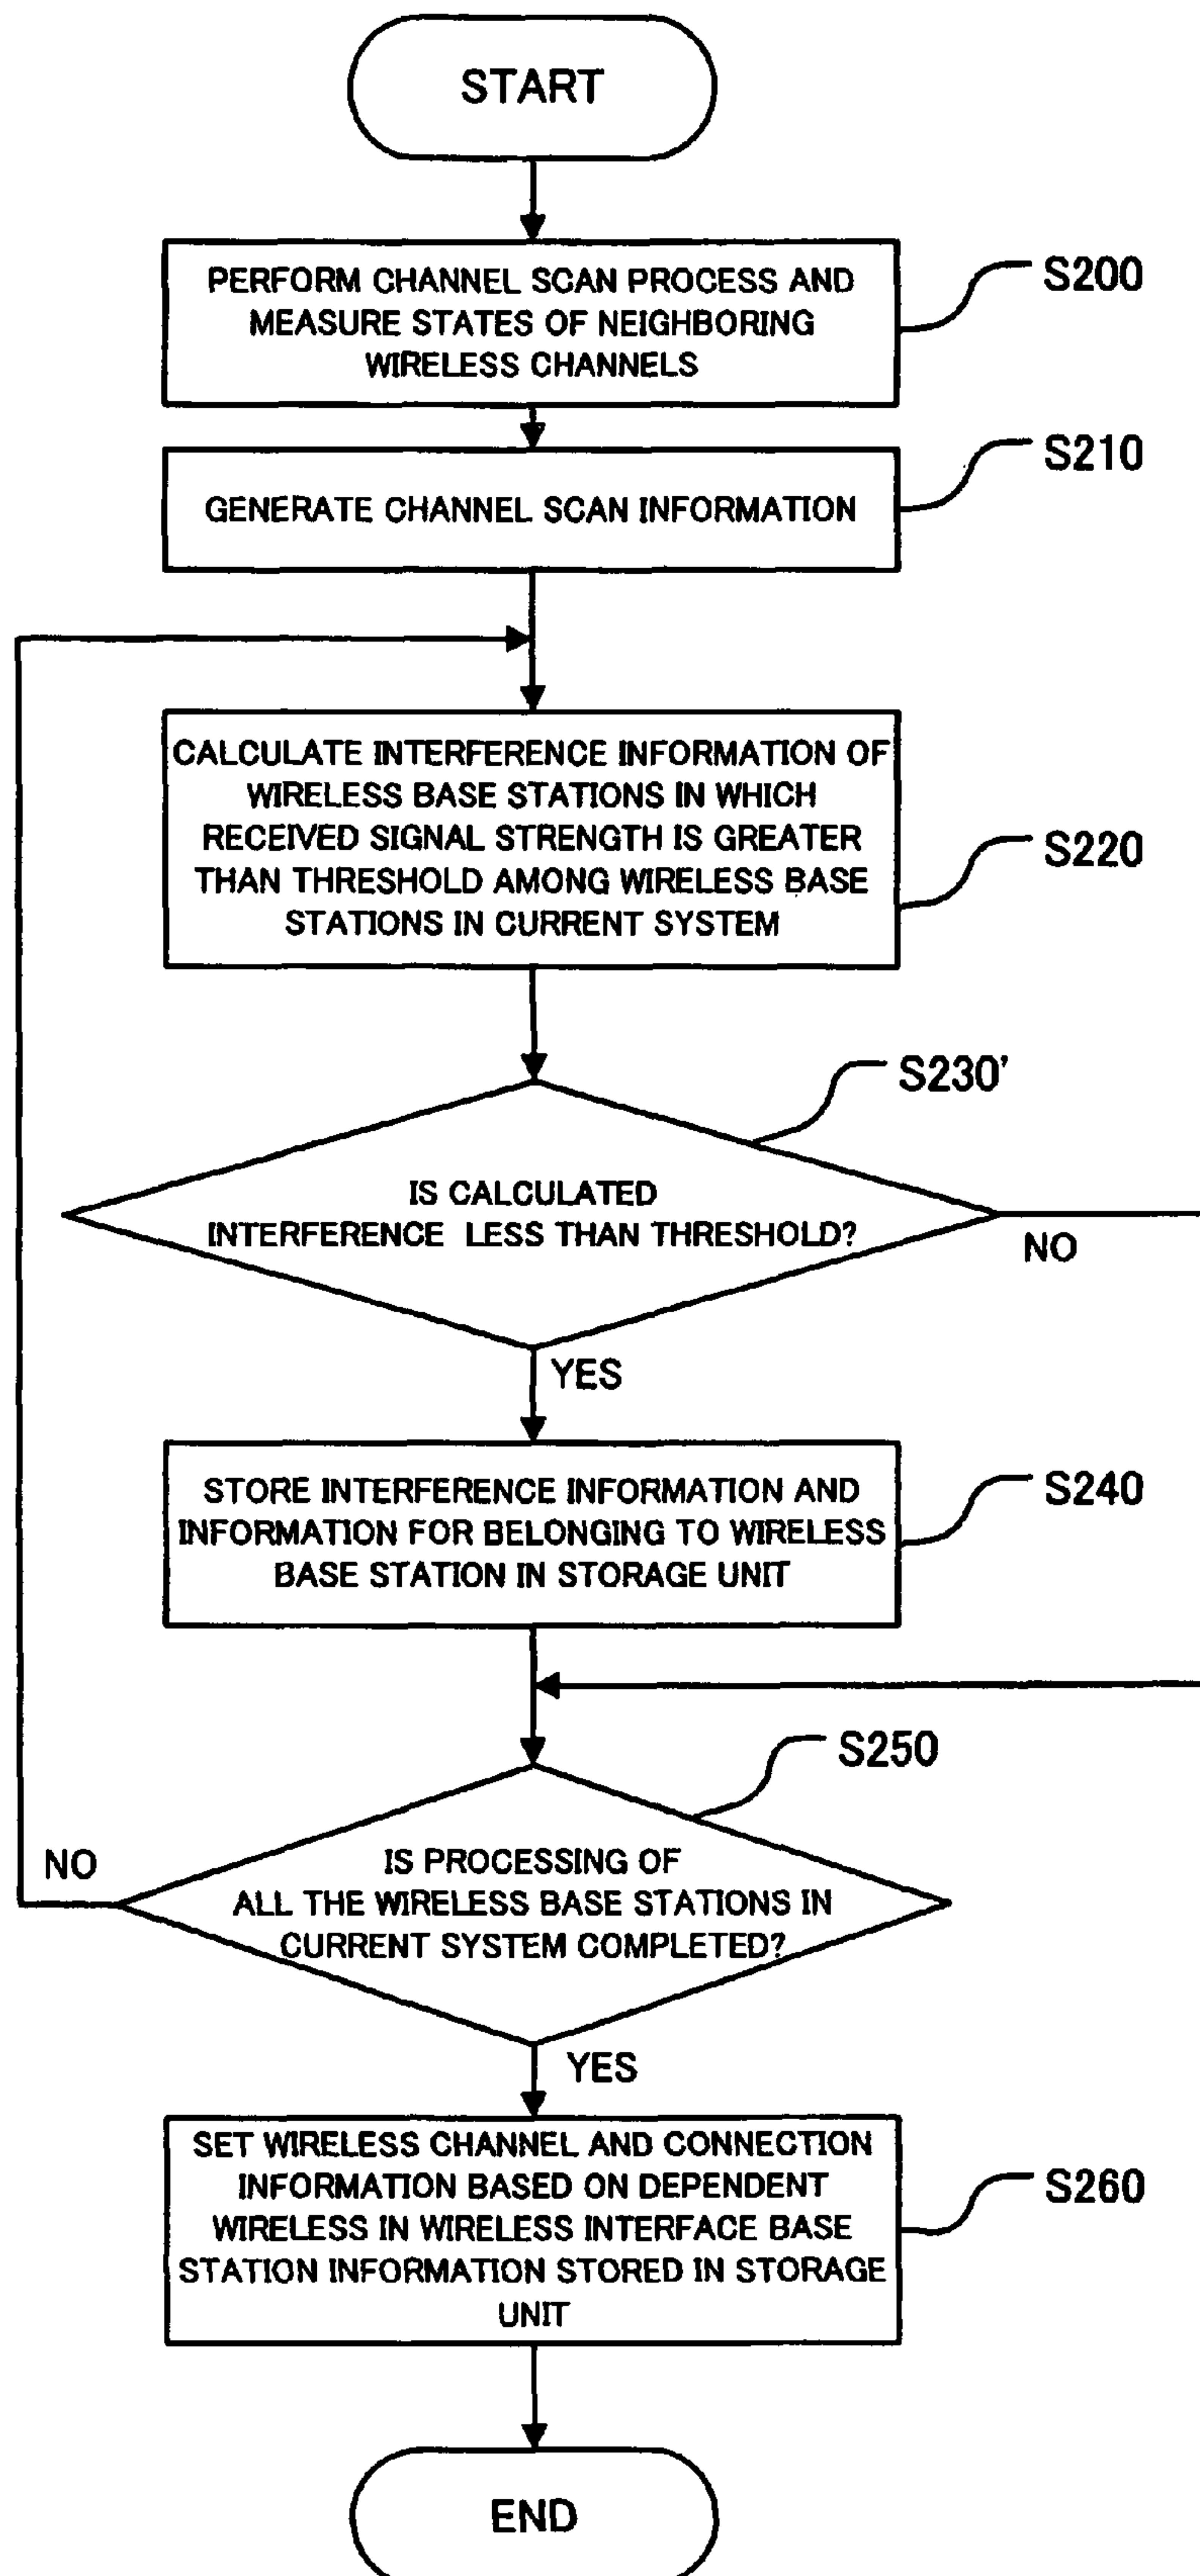 START
PERFORM CHANNEL SCAN PROCESS AND
MEASURE STATES OF NEIGHBORING
WIRELESS CHANNELS
S200
GENERATE CHANNEL SCAN INFORMATION
S210
CALCULATE INTERFERENCE INFORMATION OF
WIRELESS BASE STATIONS IN WHICH
RECEIVED SIGNAL STRENGTH IS GREATER
THAN THRESHOLD AMONG WIRELESS BASE
STATIONS IN CURRENT SYSTEM
S220
S230'
IS CALCULATED
INTERFERENCE LESS THAN THRESHOLD?
NO
YES
STORE INTERFERENCE INFORMATION AND
INFORMATION FOR BELONGING TO WIRELESS
BASE STATION IN STORAGE UNIT
S240
S250
IS PROCESSING OF
ALL THE WIRELESS BASE STATIONS IN
CURRENT SYSTEM COMPLETED?
NO
YES
SET WIRELESS CHANNEL AND CONNECTION
INFORMATION BASED ON DEPENDENT
WIRELESS IN WIRELESS INTERFACE BASE
STATION INFORMATION STORED IN STORAGE
UNIT
S260
END